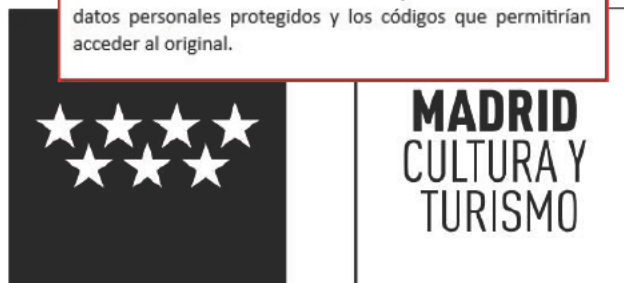 datos personales protegidos y los códigos que permitirían
acceder al original.
MADRID
CULTURA Y
TURISMO